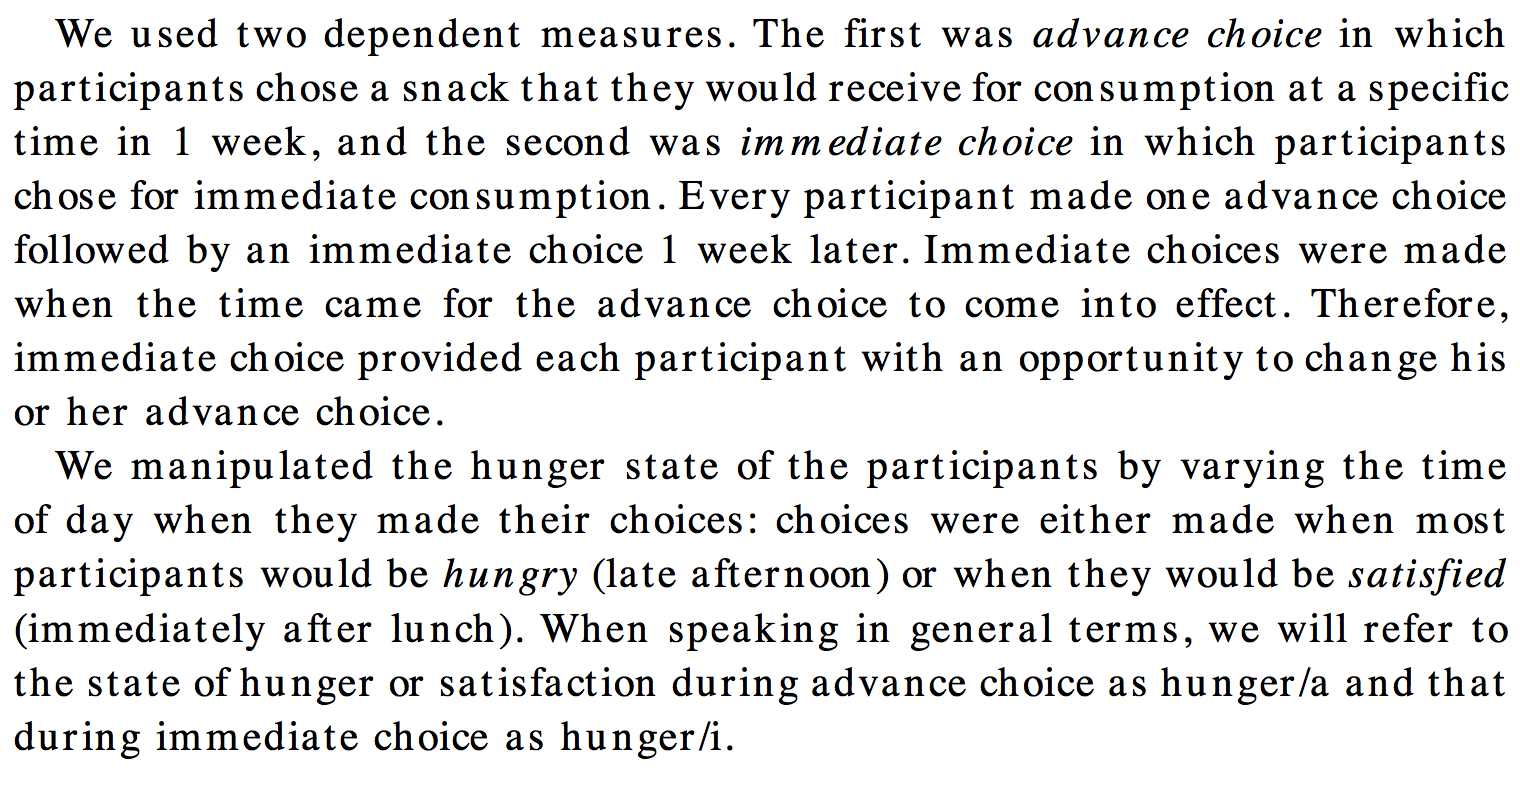 We used two dependent measures. The first was advance choice in which
participants chose a snack that they would receive for consumption at a specific
time in 1 week, and the second was immediate choice in which participants
chose for immediate consumption. Every participant made one advance choice
followed by an immediate choice 1 week later. Immediate choices were made
when the time came for the advance choice to come into effect. Therefore,
immediate choice provided each participant with an opportunity to change his
or her advance choice.
We manipulated the hunger state of the participants by varying the time
of day when they made their choices: choices were either made when most
participants would be hungry (late afternoon) or when they would be satisfied
(immediately after lunch). When speaking in general terms, we will refer to
the state of hunger or satisfaction during advance choice as hunger/a and that
during immediate choice as hunger/i.